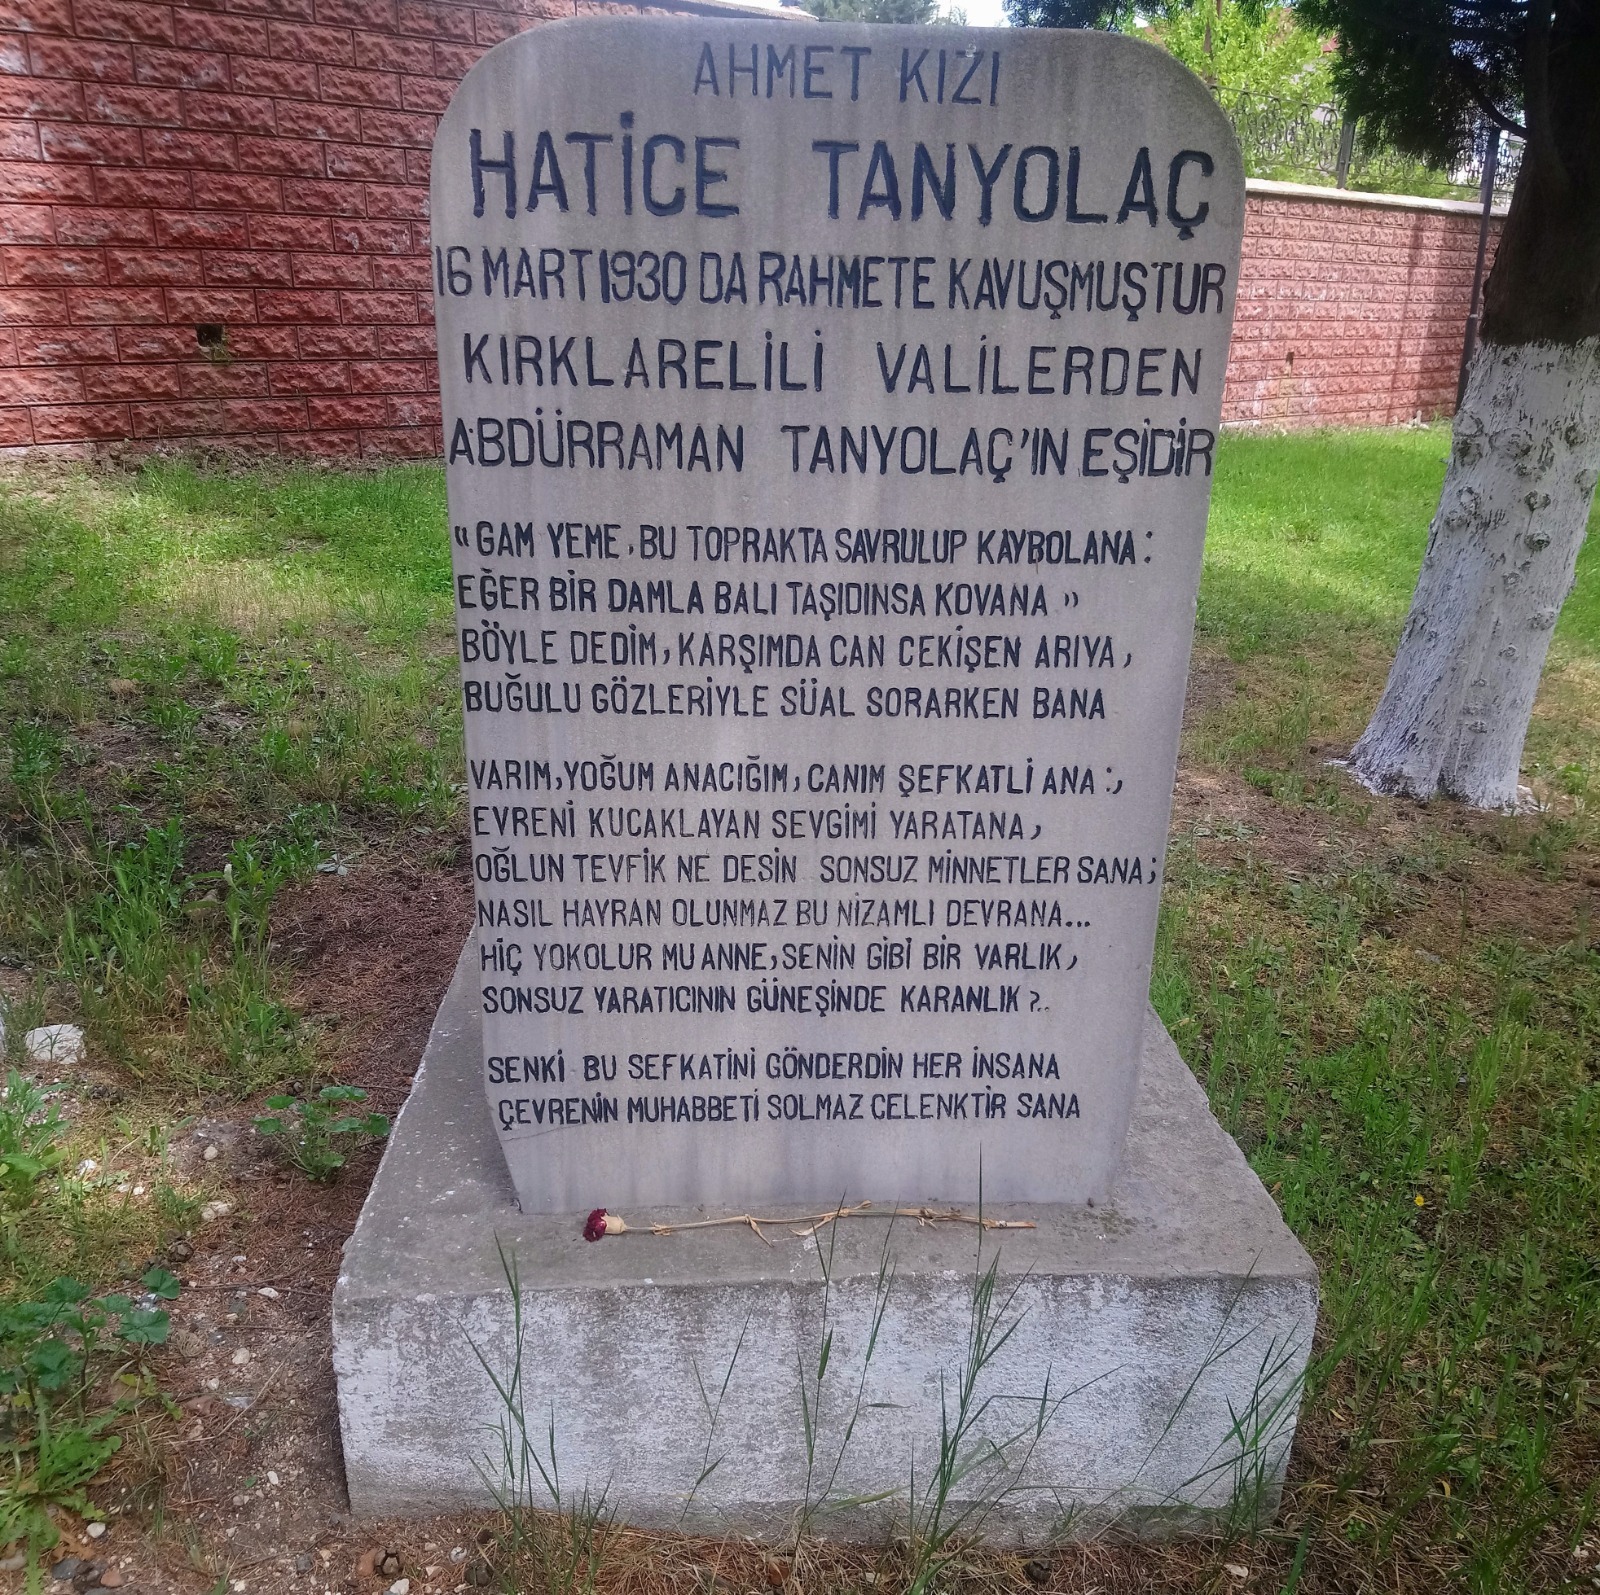 AHMET KIZI
HATİCE TANYOLAÇ
16 MART 1930 DA RAHMETE KAVUŞMUŞTUR
KIRKLARELİLİ VALİLERDEN
ABDÜRRAMAN TANYOLAÇ'IN EŞİDİR
"GAM YEME, BU TOPRAKTA SAVRULUP KAYBOLANA:
EĞER BİR DAMLA BALI TAŞIDINSA KOVANA"
BÖYLE DEDİM, KARŞIMDA CAN CEKİŞEN ARIYA,
BUĞULU GÖZLERİYLE SÜAL SORARKEN BANA
VARIM, YOĞUM ANACIĞIM, CANIM ŞEFKATLİ ANA:,
EVRENİ KUCAKLAYAN SEVGİMİ YARATANA,
OĞLUN TEVFİK NE DESİN SONSUZ MİNNETLER SANA;
NASIL HAYRAN OLUNMAZ BU NİZAMLI DEVRANA...
HİÇ YOKOLUR MU ANNE, SENİN GİBİ BİR VARLIK,
SONSUZ YARATICININ GÜNEŞİNDE KARANLIK?..
SENKİ BU SEFKATİNİ GÖNDERDİN HER İNSANA
ÇEVRENİN MUHABBETİ SOLMAZ CELENKTİR SANA